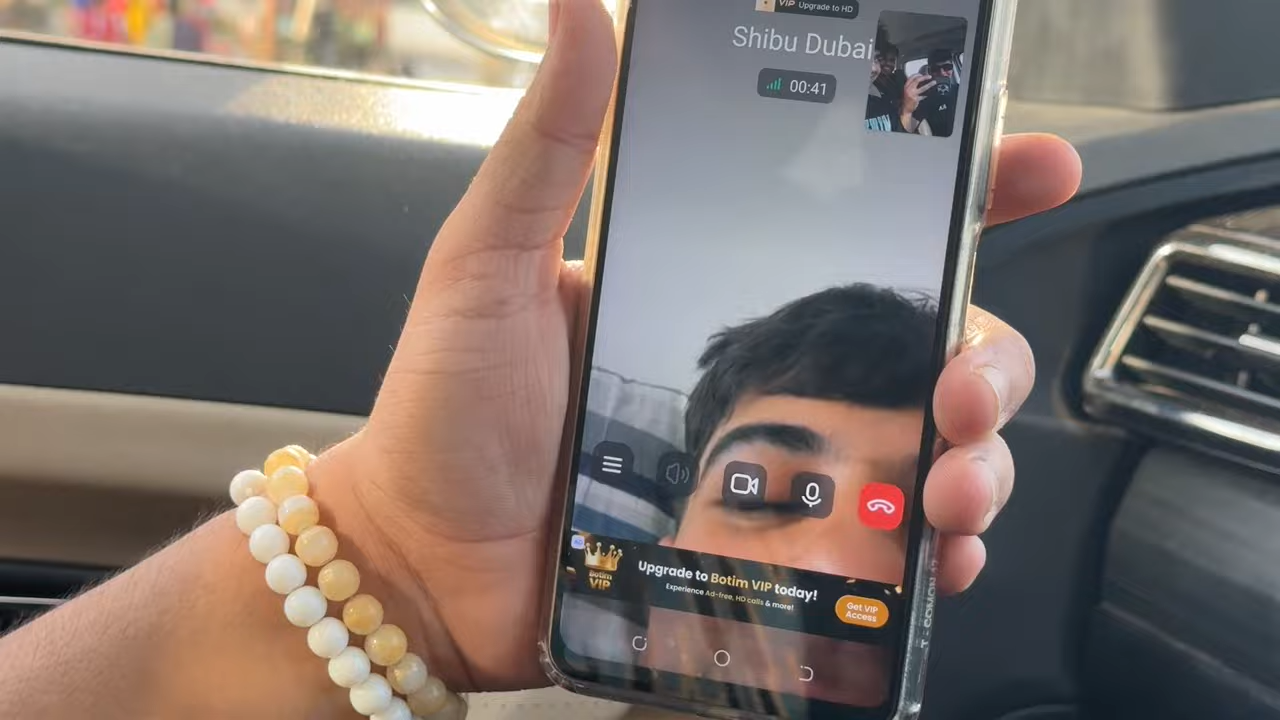 VIP Upgrade to HD
Shibu Dubai
00:41
Upgrade to Botim VIP today!
Experience Ad-free, HD calls & more!
Botim
VIP
Get VIP
Access